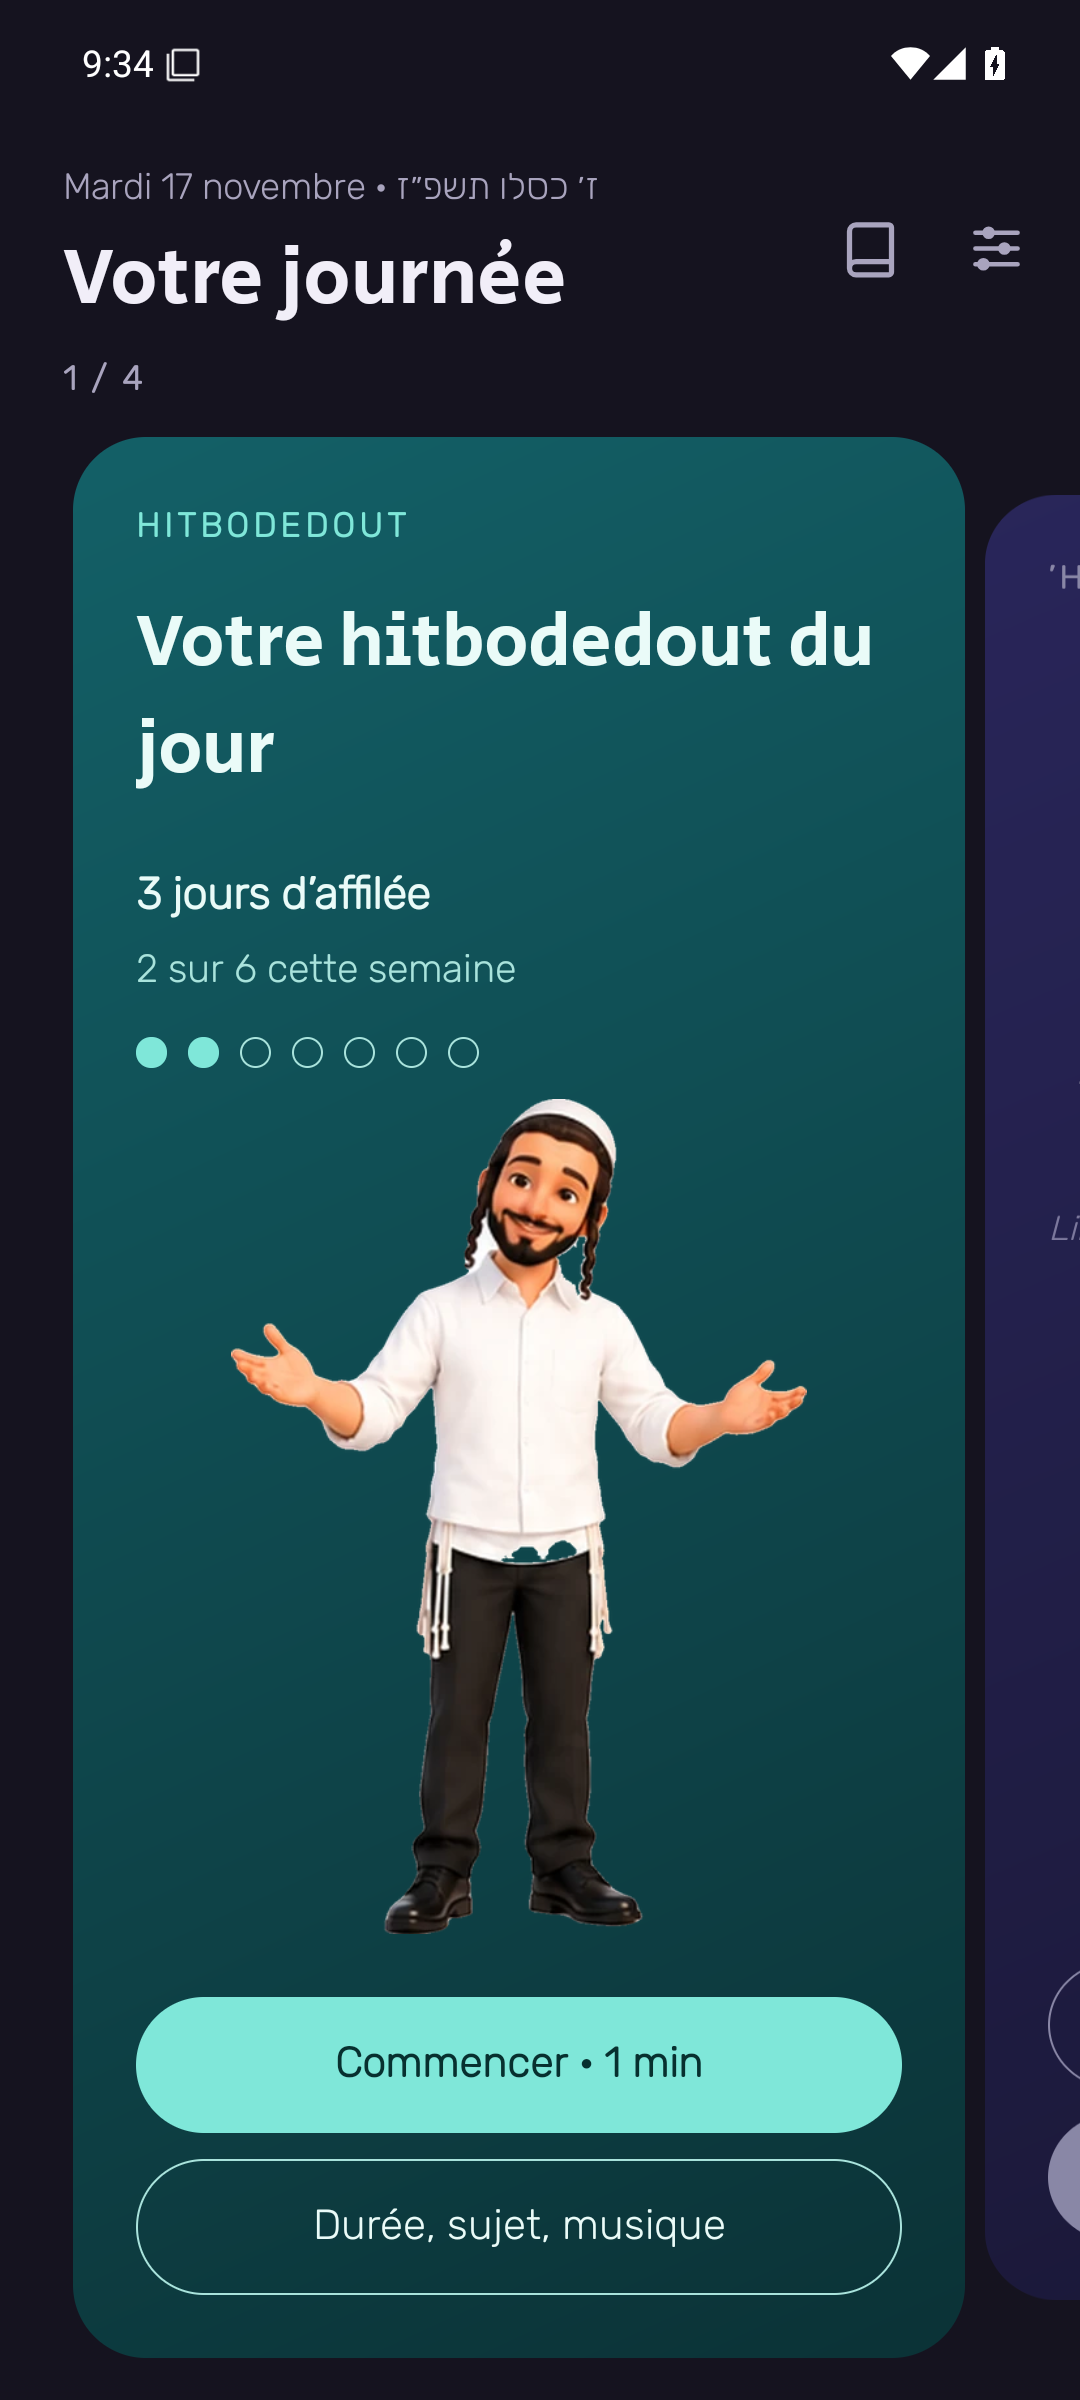 9:34
Mardi 17 novembre • ז׳ כסלו תשפ״ז
Votre journée
1 / 4
HITBODEDOUT
Votre hitbodedout du
jour
3 jours d’affilée
2 sur 6 cette semaine
Commencer • 1 min
Durée, sujet, musique